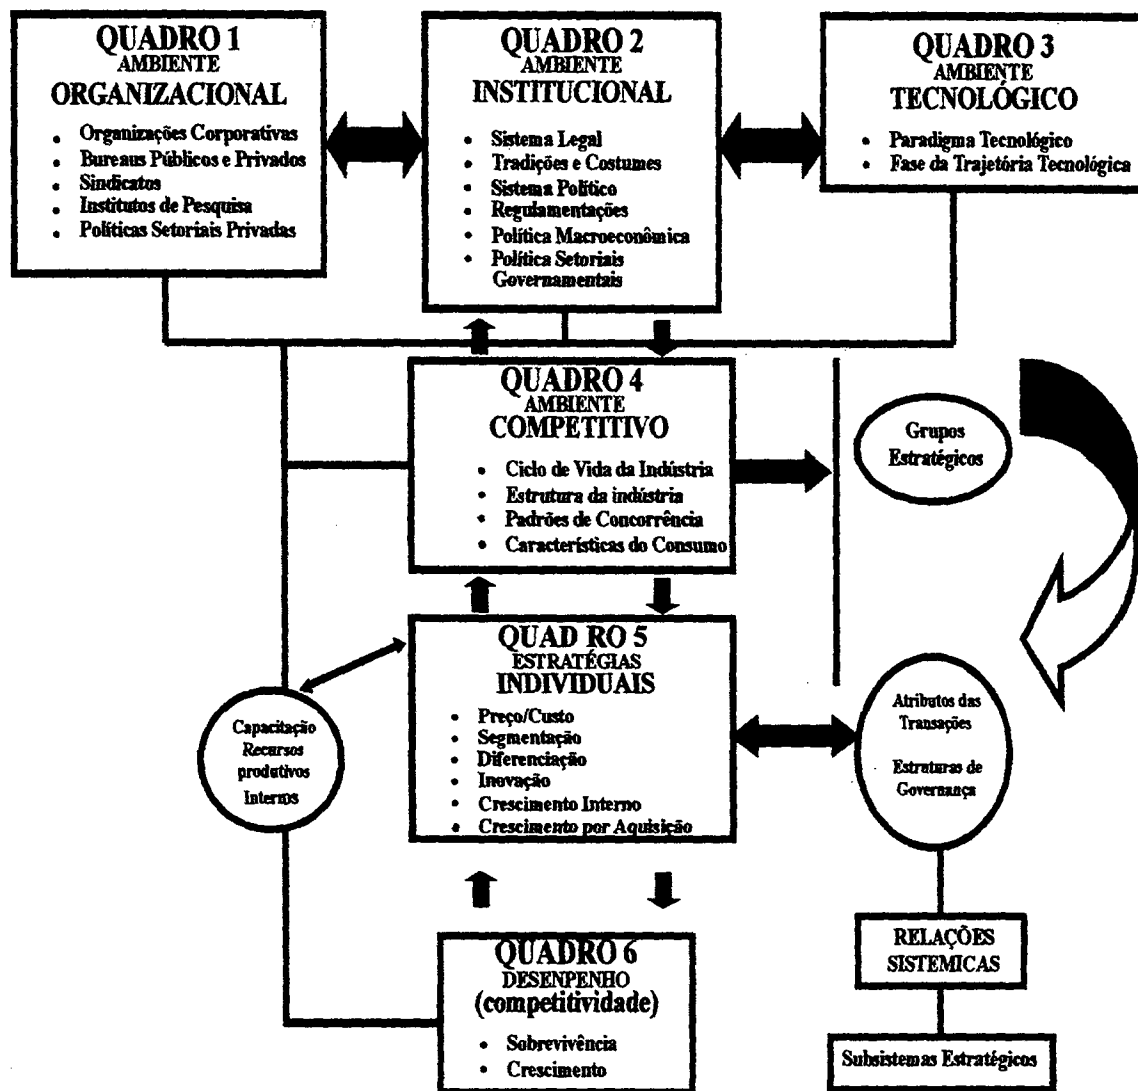 QUADRO 1
AMBIENTE
ORGANIZACIONAL
• Organizações Corporativas
• Bureaus Públicos e Privados
• Sindicatos
• Institutos de Pesquisa
• Políticas Setoriais Privadas
QUADRO 2
AMBIENTE
INSTITUCIONAL
• Sistema Legal
• Tradições e Costumes
• Sistema Político
• Regulamentações
• Política Macroeconômica
• Política Setoriais
Governamentais
QUADRO 3
AMBIENTE
TECNOLÓGICO
• Paradigma Tecnológico
• Fase da Trajetória Tecnológica
QUADRO 4
AMBIENTE
COMPETITIVO
• Ciclo de Vida da Indústria
• Estrutura da indústria
• Padrões de Concorrência
• Características do Consumo
Grupos
Estratégicos
QUAD RO 5
ESTRATÉGIAS
INDIVIDUAIS
• Preço/Custo
• Segmentação
• Diferenciação
• Inovação
• Crescimento Interno
• Crescimento por Aquisição
Capacitação
Recursos
produtivos
Internos
Atributos das
Transações
Estruturas de
Governança
QUADRO 6
DESENPENHO
(competitividade)
• Sobrevivência
• Crescimento
RELAÇÕES
SISTEMICAS
Subsistemas Estratégicos